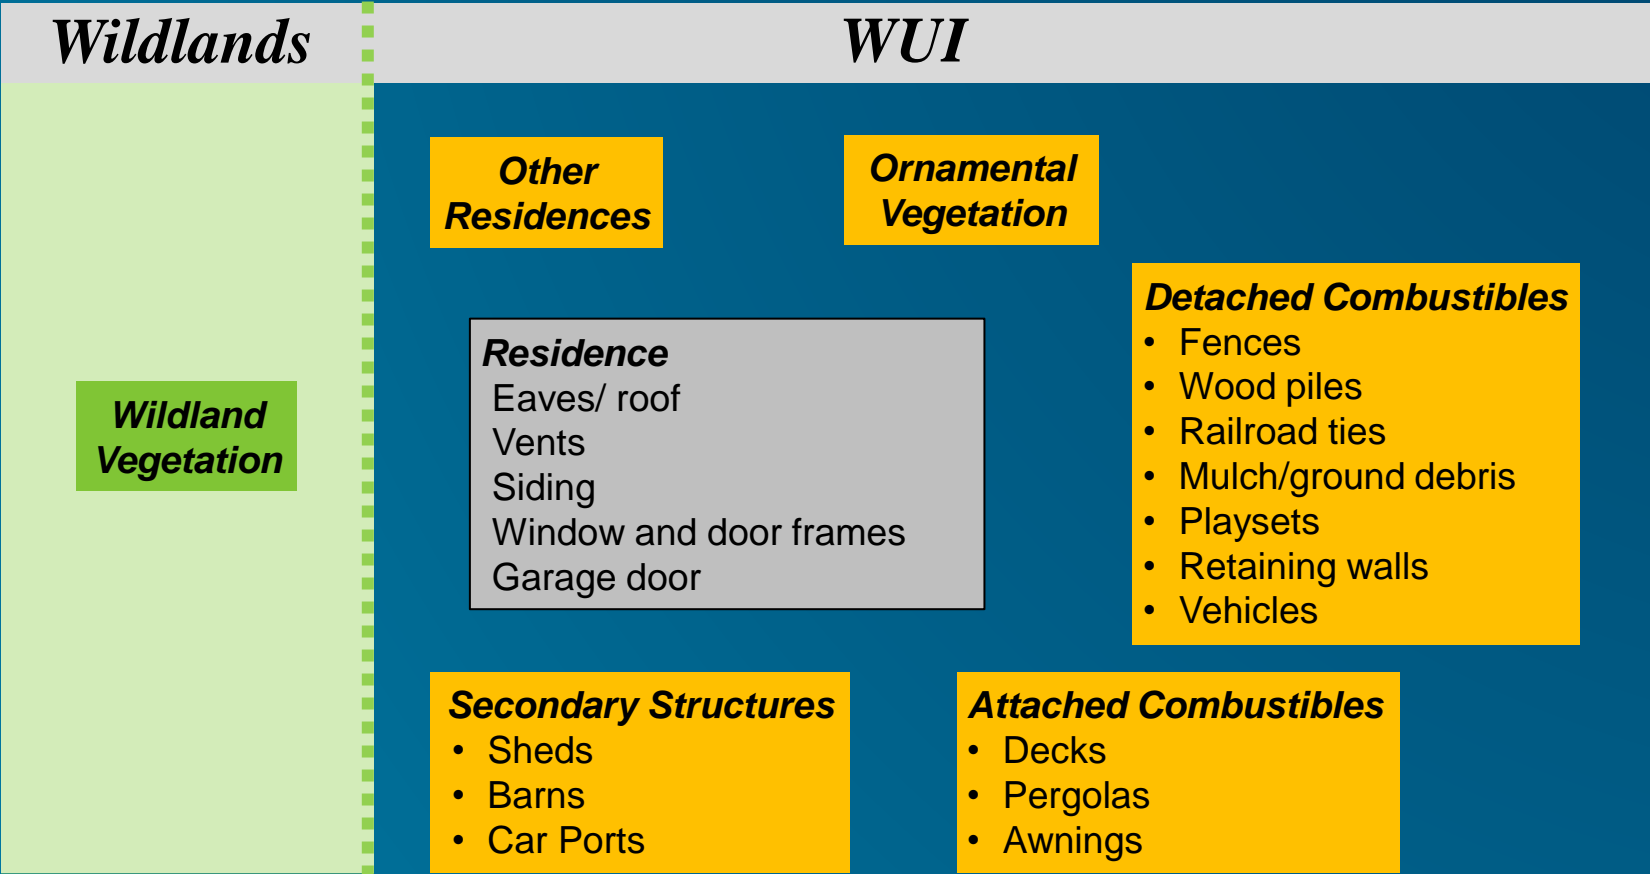 Wildlands
WUI
Other
Residences
Ornamental
Vegetation
Wildland
Vegetation
Residence
Eaves/ roof
Vents
Siding
Window and door frames
Garage door
Detached Combustibles
• Fences
• Wood piles
• Railroad ties
• Mulch/ground debris
• Playsets
• Retaining walls
• Vehicles
Secondary Structures
• Sheds
• Barns
• Car Ports
Attached Combustibles
• Decks
• Pergolas
• Awnings